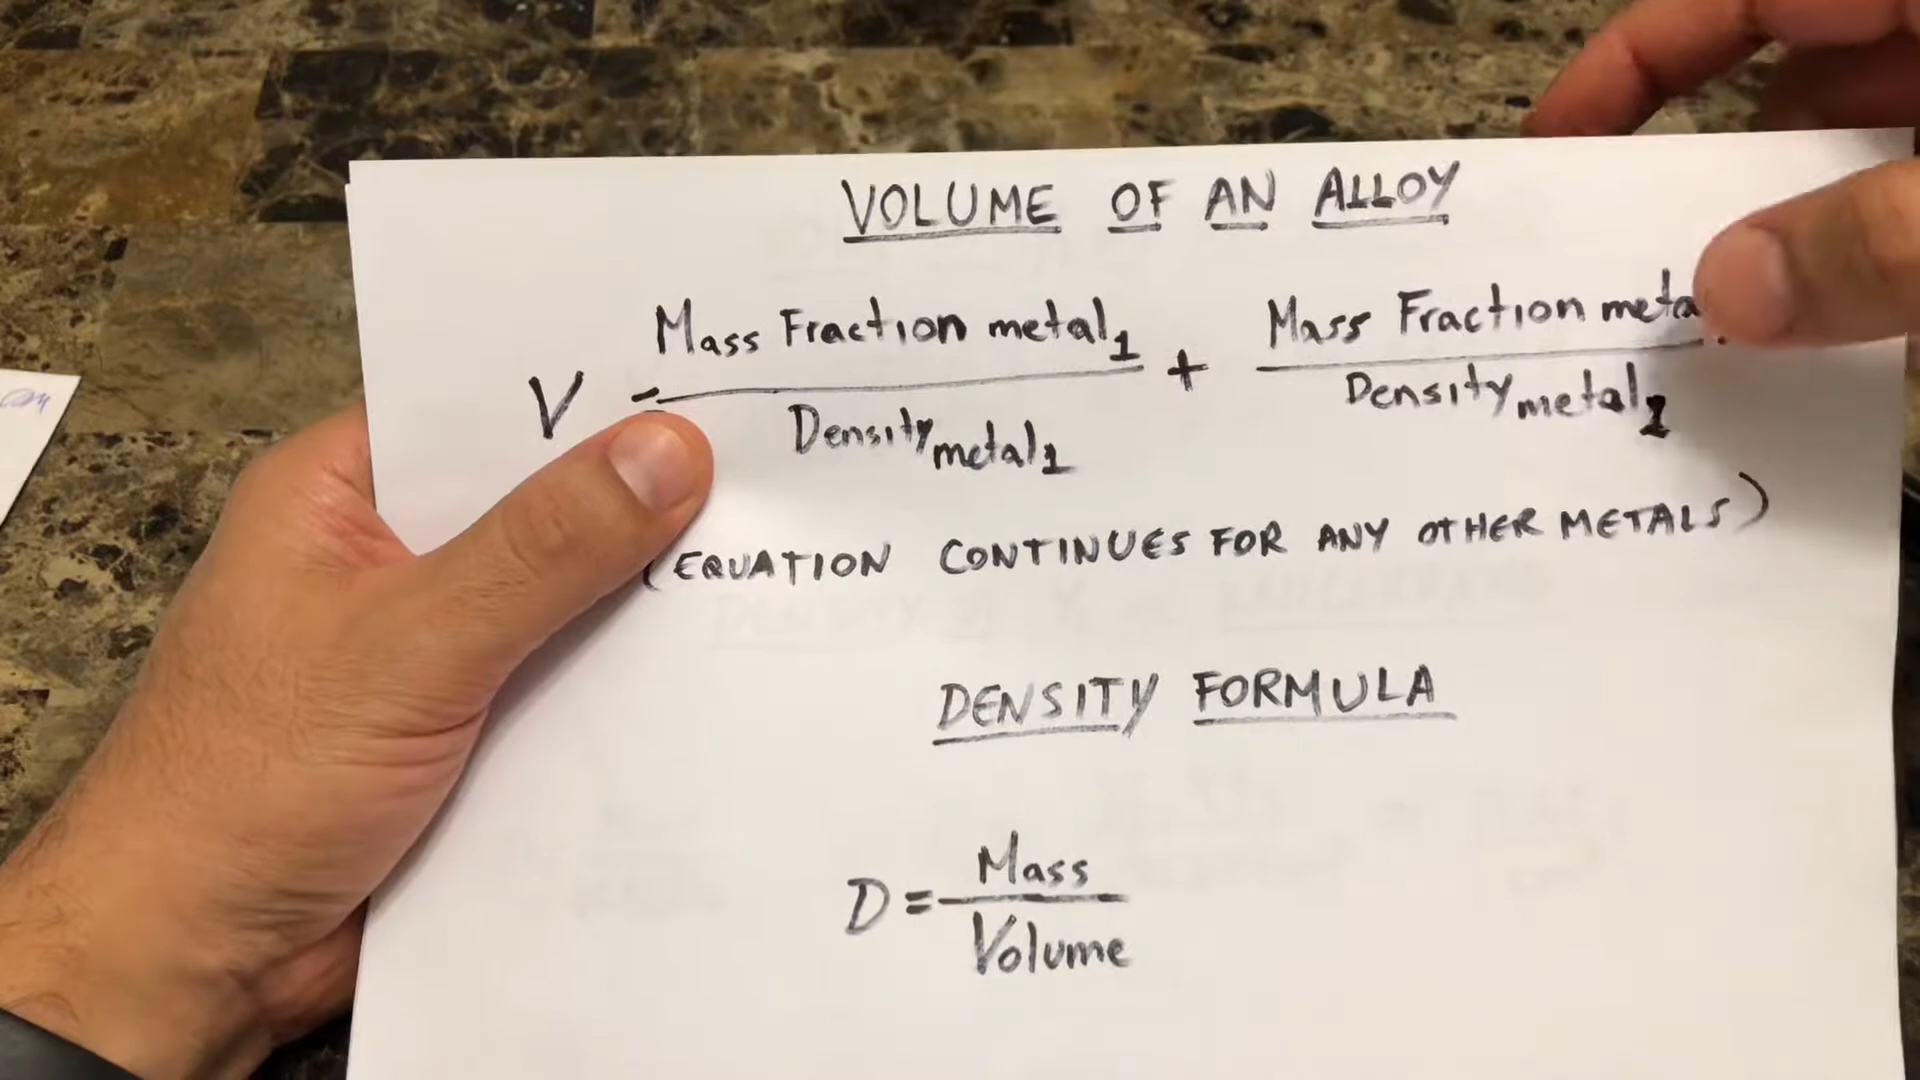 VOLUME OF AN ALLOY
V = Mass Fraction metal₁ / Density metal₁ + Mass Fraction meta / Density metal₂
(EQUATION CONTINUES FOR ANY OTHER METALS)
DENSITY FORMULA
D = Mass / Volume